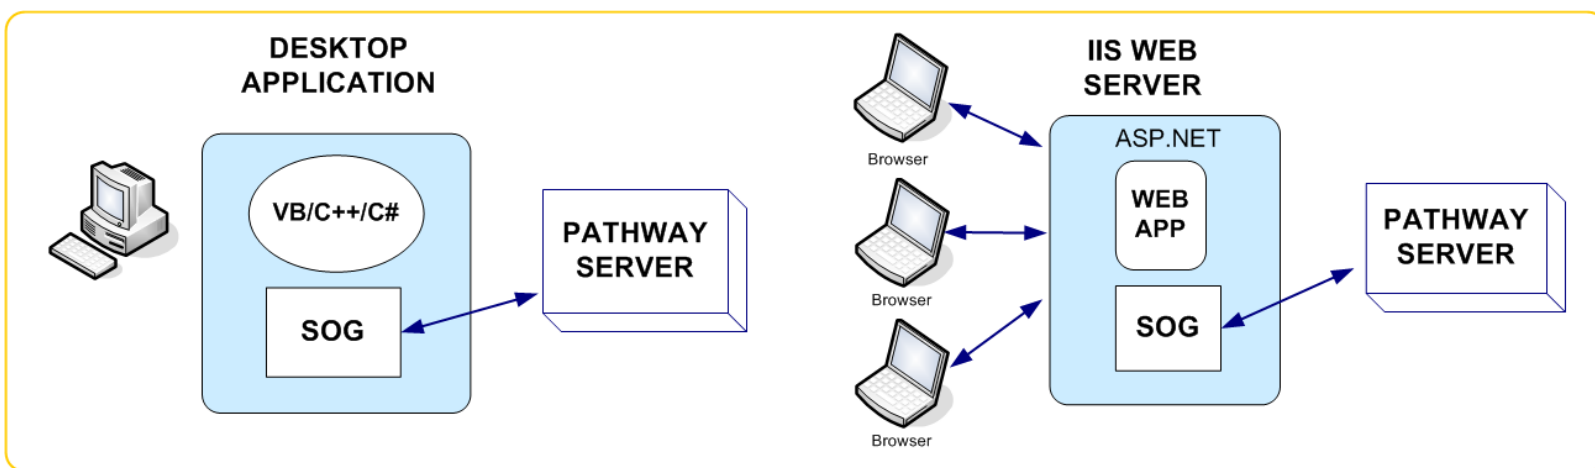 DESKTOP
APPLICATION
VB/C++/C#
SOG
PATHWAY
SERVER
IIS WEB
SERVER
Browser
Browser
Browser
ASP.NET
WEB
APP
SOG
PATHWAY
SERVER